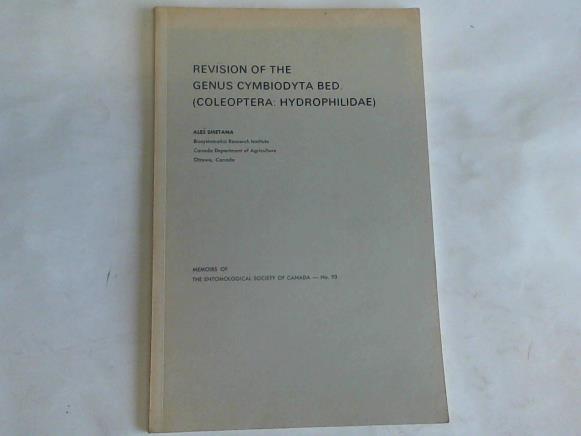 REVISION OF THE
GENUS CYMBIODYTA BED.
(COLEOPTERA: HYDROPHILIDAE)
ALES SMETANA
Biosystematics Research Institute
Canada Department of Agriculture
Ottawa, Canada
MEMOIRS OF
THE ENTOMOLOGICAL SOCIETY OF CANADA — No. 93